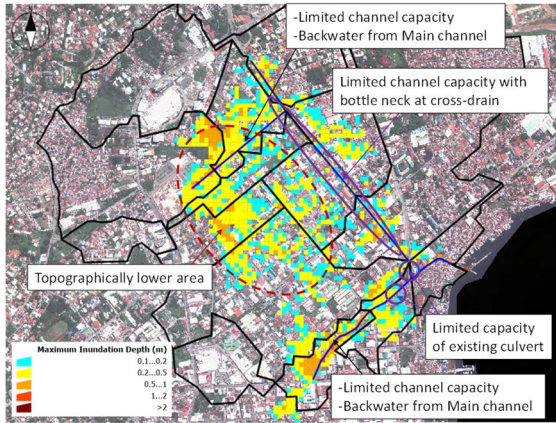 -Limited channel capacity
-Backwater from Main channel
Limited channel capacity with
bottle neck at cross-drain
Topographically lower area
Limited capacity
of existing culvert
Maximum Inundation Depth (m)
0.1...0.2
0.2...0.5
0.5...1
1...2
>2
-Limited channel capacity
-Backwater from Main channel